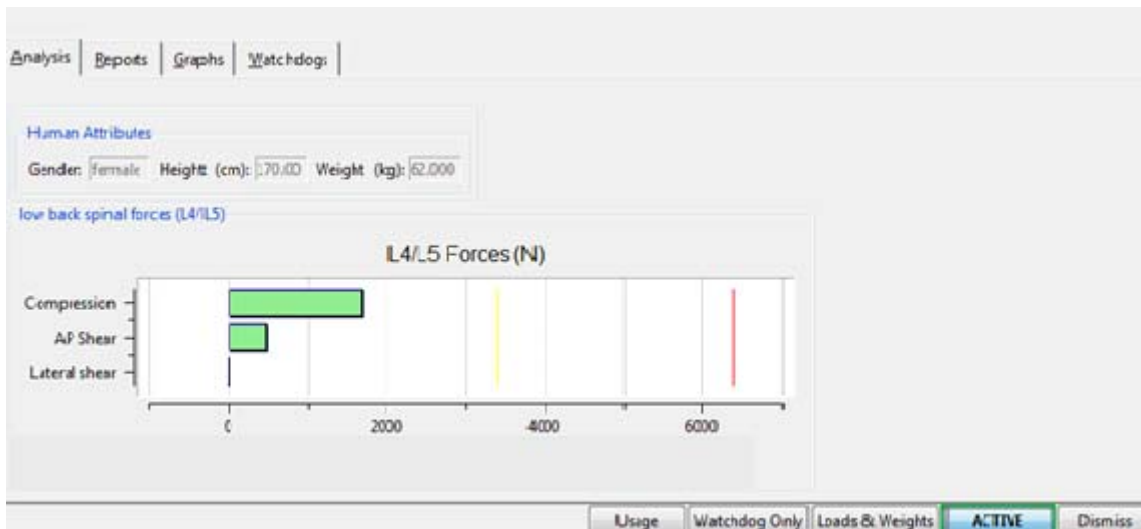 Analysis Reports Graphs Watchdogs
Human Attributes
Gender: female Height (cm): 170.00 Weight (kg): 62.000
low back spinal forces (L4/L5)
L4/L5 Forces (N)
Compression
AP Shear
Lateral shear
0 2000 4000 6000
Usage Watchdog Only Loads & Weights ACTIVE Dismiss